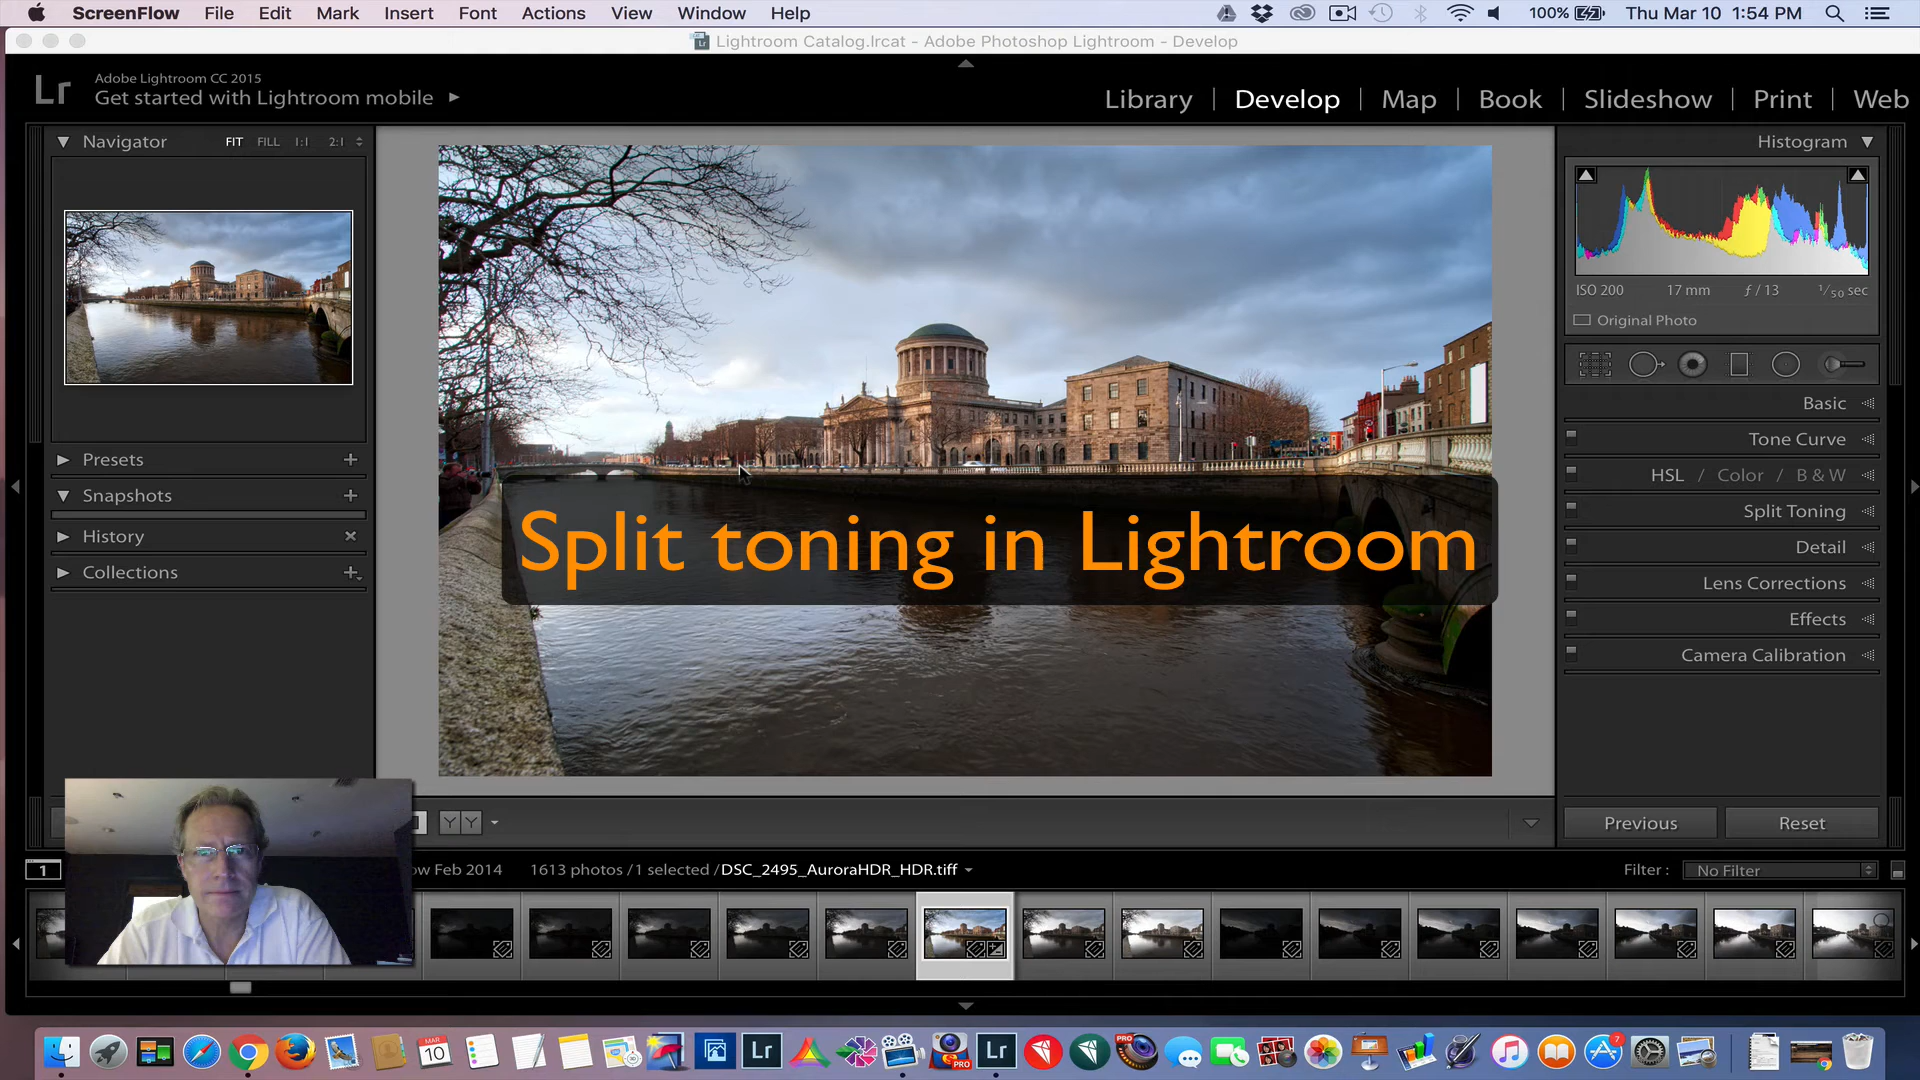 ScreenFlow File Edit Mark Insert Font Actions View Window Help 100% Thu Mar 10 1:54 PM
Lightroom Catalog.lrcat - Adobe Photoshop Lightroom - Develop
Lr
Adobe Lightroom CC 2015
Get started with Lightroom mobile
Library | Develop | Map | Book | Slideshow | Print | Web
Navigator FIT FILL 1:1 2:1
Histogram
ISO 200 17 mm ƒ / 13 1/50 sec
Original Photo
Basic
Tone Curve
HSL / Color / B & W
Split Toning
Detail
Lens Corrections
Effects
Camera Calibration
Presets
Snapshots
History
Collections
Split toning in Lightroom
Previous Reset
1
ow Feb 2014 1613 photos / 1 selected / DSC_2495_AuroraHDR_HDR.tiff
Filter : No Filter
MAR
10
Lr
PRO
Lr
PRO
7